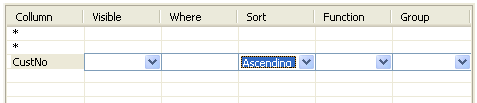 Column Visible Where Sort Function Group
*
*
CustNo Ascending